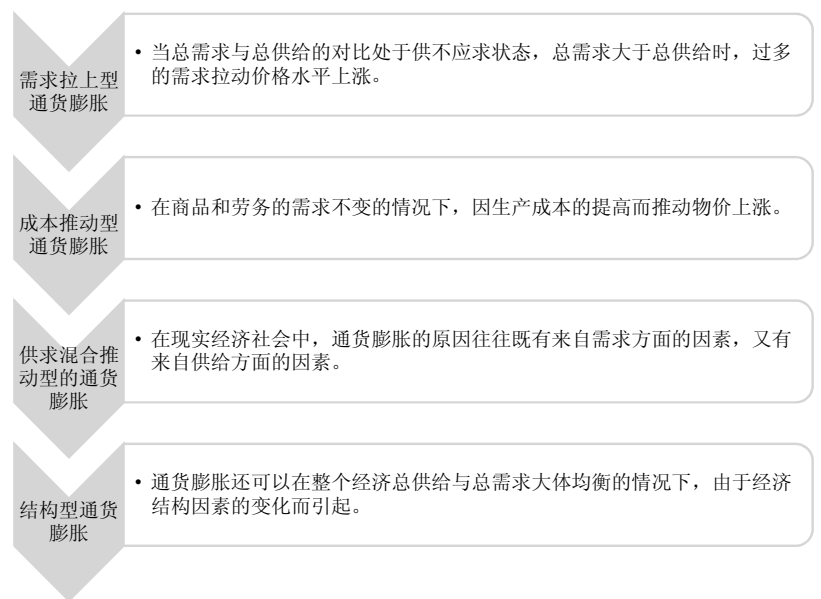 需求拉上型
通货膨胀
• 当总需求与总供给的对比处于供不应求状态，总需求大于总供给时，过多
的需求拉动价格水平上涨。
成本推动型
通货膨胀
• 在商品和劳务的需求不变的情况下，因生产成本的提高而推动物价上涨。
供求混合推
动型的通货
膨胀
• 在现实经济社会中，通货膨胀的原因往往既有来自需求方面的因素，又有
来自供给方面的因素。
结构型通货
膨胀
• 通货膨胀还可以在整个经济总供给与总需求大体均衡的情况下，由于经济
结构因素的变化而引起。